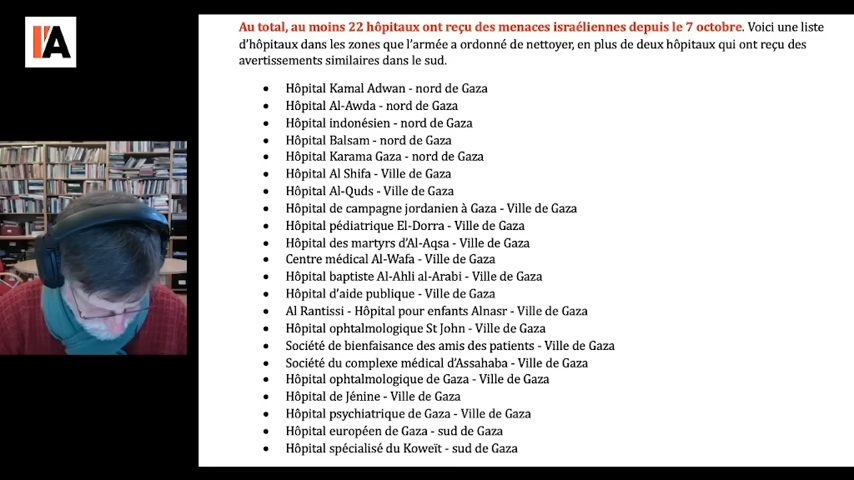 I'A
Au total, au moins 22 hôpitaux ont reçu des menaces israéliennes depuis le 7 octobre. Voici une liste
d'hôpitaux dans les zones que l'armée a ordonné de nettoyer, en plus de deux hôpitaux qui ont reçu des
avertissements similaires dans le sud.
• Hôpital Kamal Adwan - nord de Gaza
• Hôpital Al-Awda - nord de Gaza
• Hôpital indonésien - nord de Gaza
• Hôpital Balsam - nord de Gaza
• Hôpital Karama Gaza - nord de Gaza
• Hôpital Al Shifa - Ville de Gaza
• Hôpital Al-Quds - Ville de Gaza
• Hôpital de campagne jordanien à Gaza - Ville de Gaza
• Hôpital pédiatrique El-Dorra - Ville de Gaza
• Hôpital des martyrs d'Al-Aqsa - Ville de Gaza
• Centre médical Al-Wafa - Ville de Gaza
• Hôpital baptiste Al-Ahli al-Arabi - Ville de Gaza
• Hôpital d'aide publique - Ville de Gaza
• Al Rantissi - Hôpital pour enfants Alnasr - Ville de Gaza
• Hôpital ophtalmologique St John - Ville de Gaza
• Société de bienfaisance des amis des patients - Ville de Gaza
• Société du complexe médical d'Assahaba - Ville de Gaza
• Hôpital ophtalmologique de Gaza - Ville de Gaza
• Hôpital de Jénine - Ville de Gaza
• Hôpital psychiatrique de Gaza - Ville de Gaza
• Hôpital européen de Gaza - sud de Gaza
• Hôpital spécialisé du Koweït - sud de Gaza